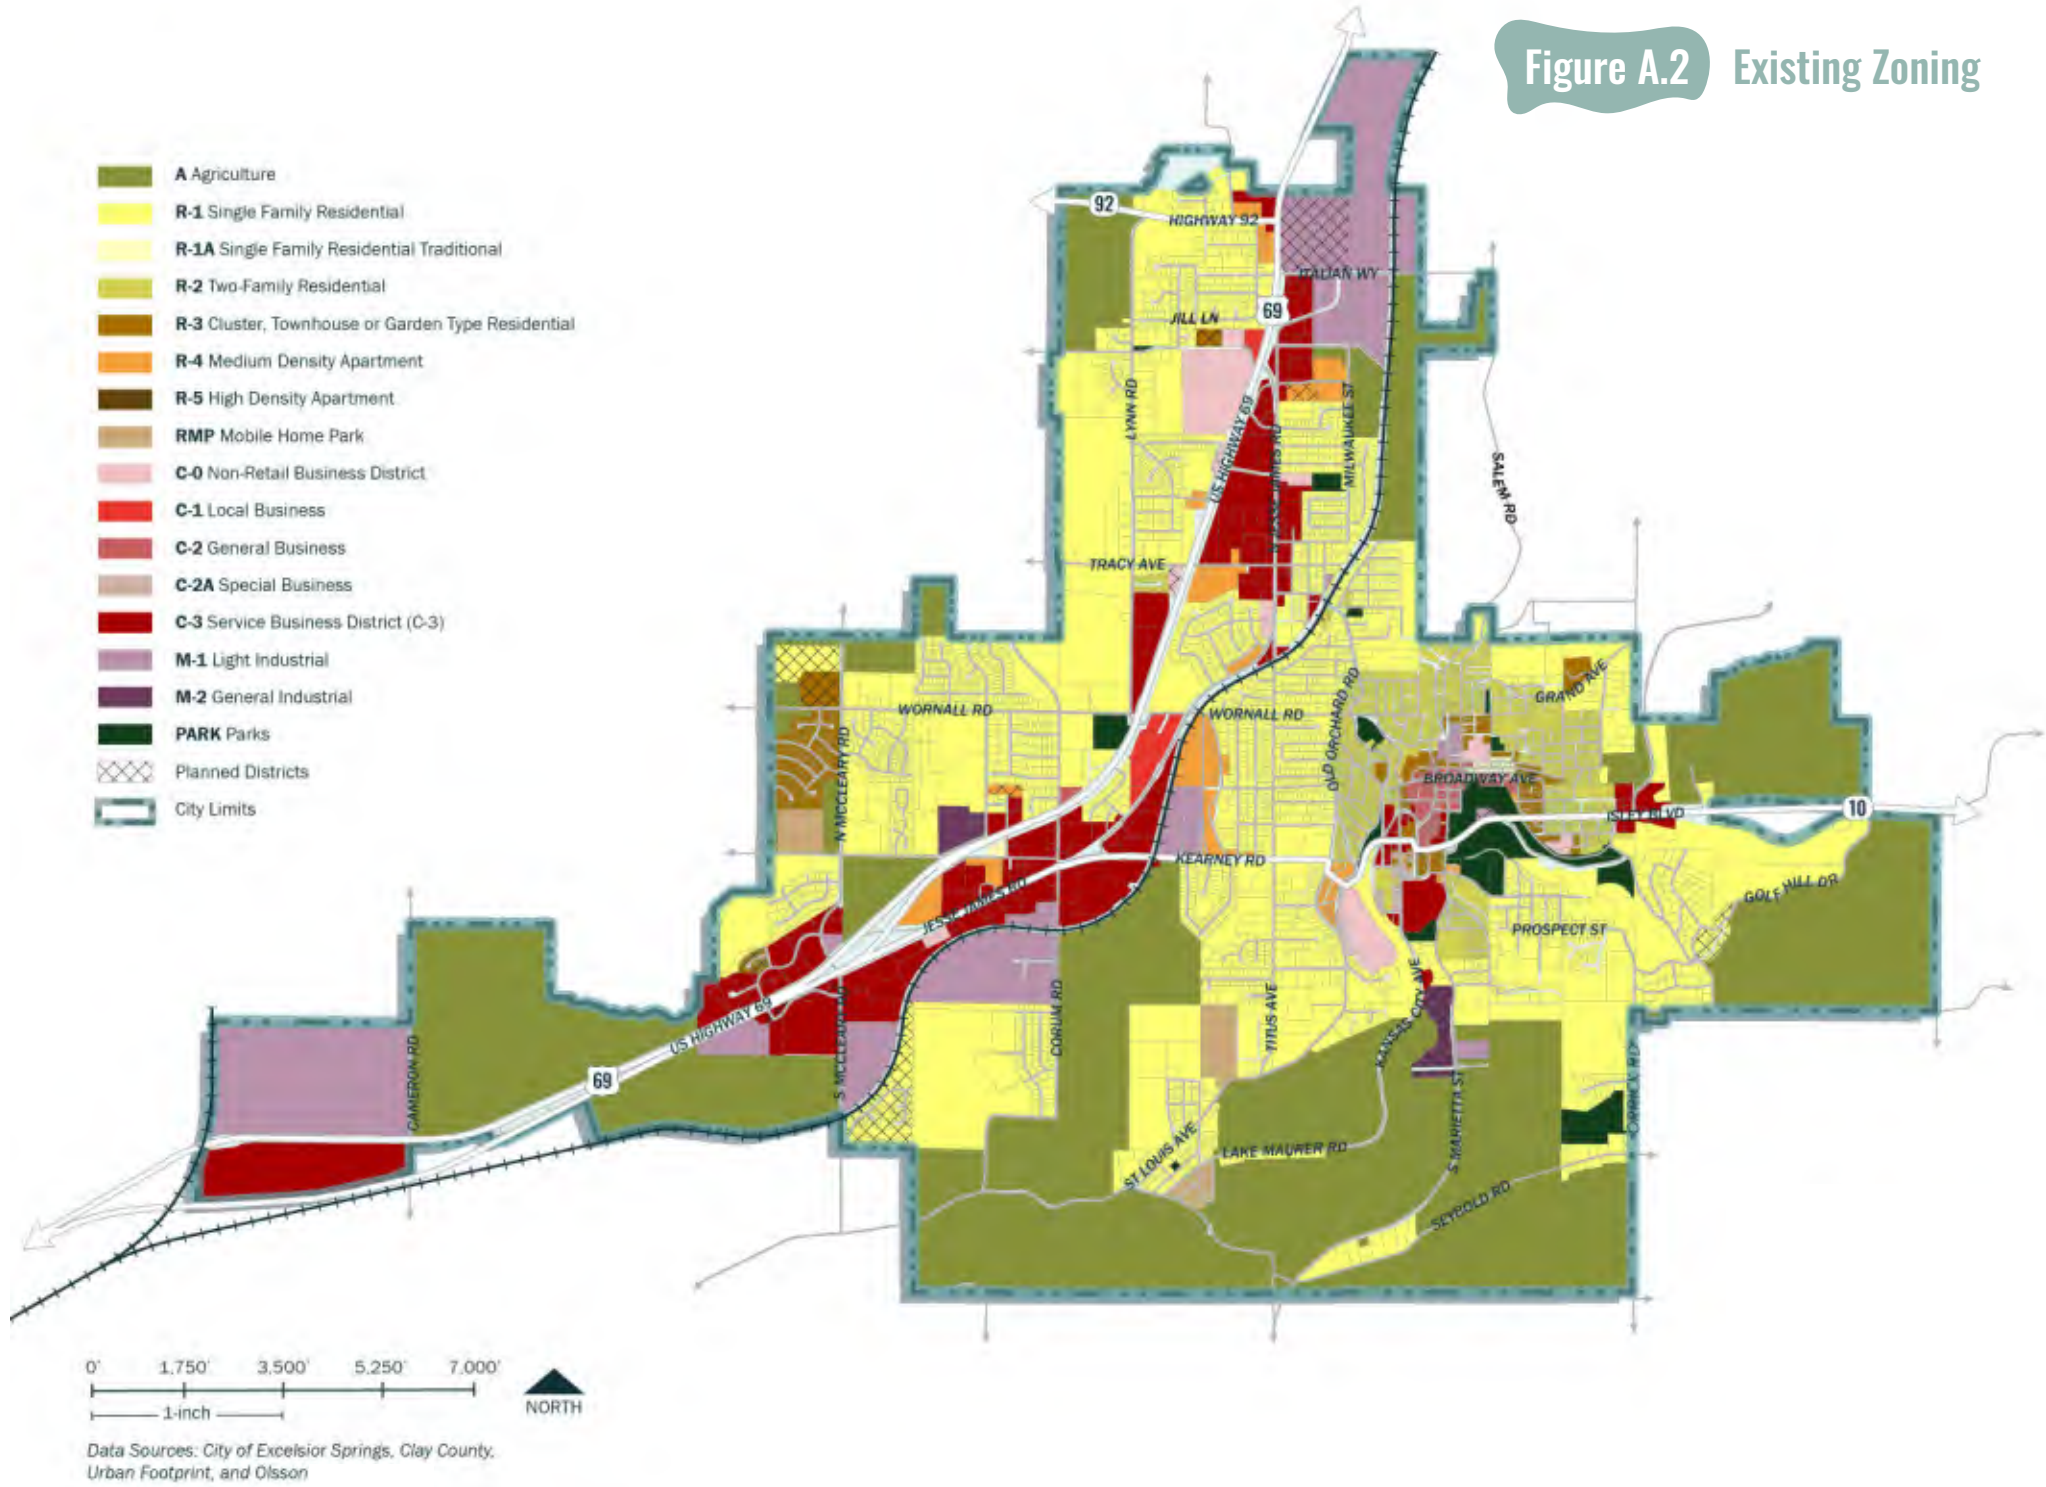 Figure A.2 Existing Zoning
A Agriculture
R-1 Single Family Residential
R-1A Single Family Residential Traditional
R-2 Two-Family Residential
R-3 Cluster, Townhouse or Garden Type Residential
R-4 Medium Density Apartment
R-5 High Density Apartment
RMP Mobile Home Park
C-0 Non-Retail Business District
C-1 Local Business
C-2 General Business
C-2A Special Business
C-3 Service Business District (C-3)
M-1 Light Industrial
M-2 General Industrial
PARK Parks
Planned Districts
City Limits
92
HIGHWAY 92
ITALIAN WY
69
JILL LN
LYNN RD
US HIGHWAY 69
N JESSE JAMES RD
MILWAUKEE ST
SALEM RD
TRACY AVE
GRAND AVE
WORNALL RD
WORNALL RD
OLD ORCHARD RD
N MCCLEARY RD
BROADWAY AVE
ISLEY BLVD
10
KEARNEY RD
JESSE JAMES RD
GOLF HILL DR
PROSPECT ST
US HIGHWAY 69
S MCCLEARY RD
CORUM RD
TITUS AVE
KANSAS CITY AVE
CAMERON RD
69
S MARIETTA ST
CORRICK RD
ST LOUIS AVE
LAKE MAURER RD
SEYBOLD RD
0' 1,750' 3,500' 5,250' 7,000'
1-inch
NORTH
Data Sources: City of Excelsior Springs, Clay County,
Urban Footprint, and Olsson